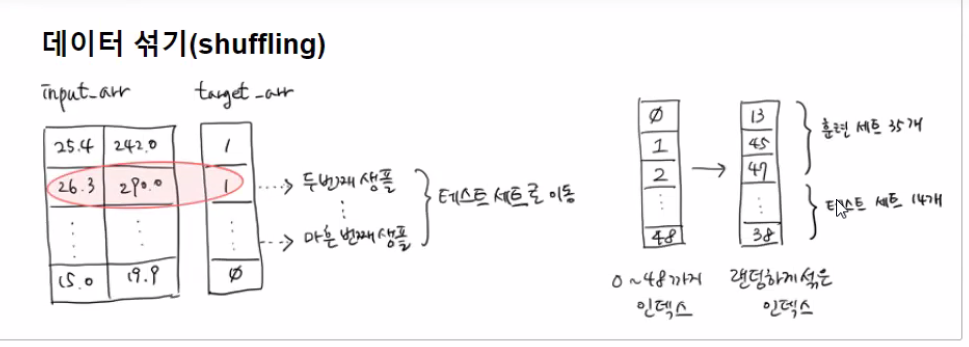 데이터 섞기(shuffling)
input_arr
target_arr
25.4 242.0 1
26.3 290.0 1
15.0 19.9 0
두번째 샘플
마흔 번째 샘플
테스트 세트로 이동
0
1
2
48
13
45
47
38
훈련 세트 35개
테스트 세트 14개
0~48까지
인덱스
랜덤하게 섞은
인덱스